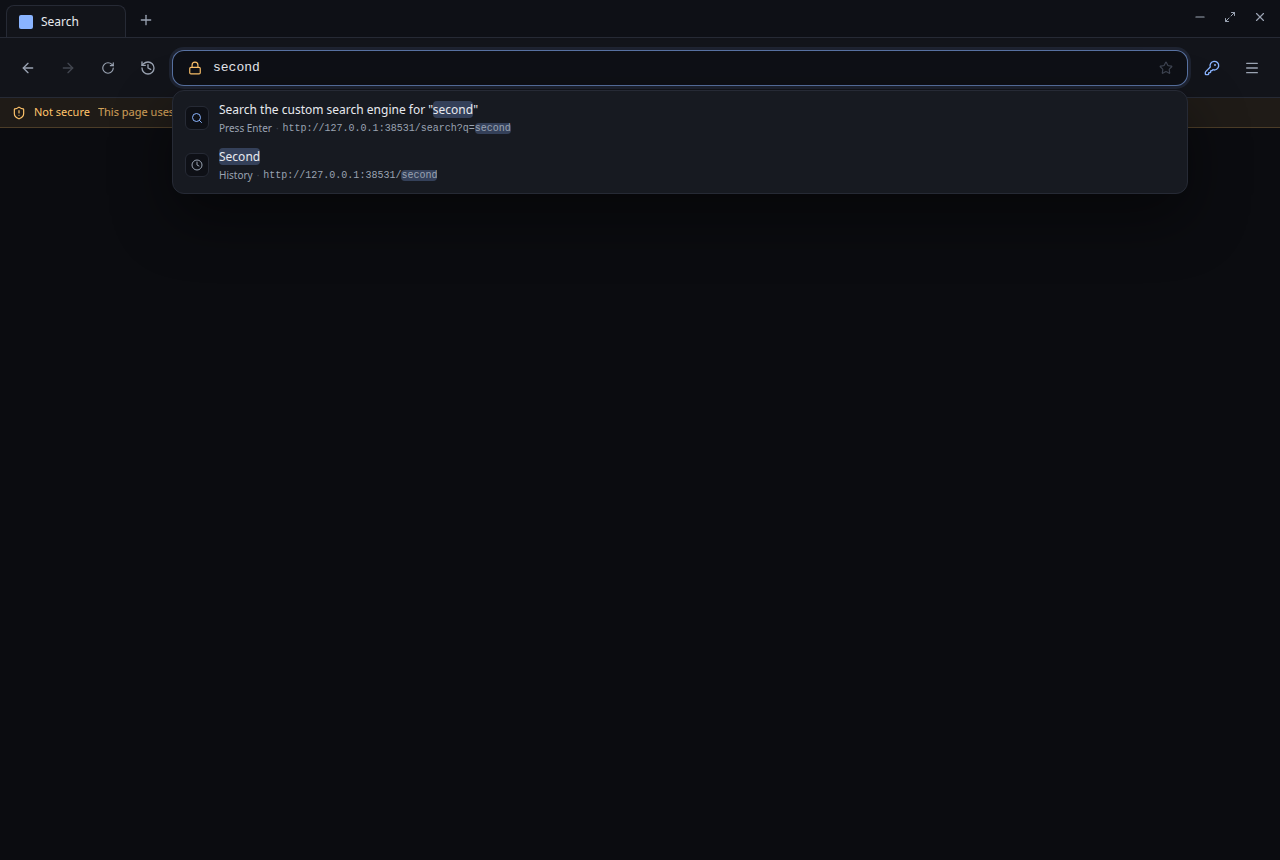 Search
second
Not secure This page uses
Search the custom search engine for "second"
Press Enter · http://127.0.0.1:38531/search?q=second
Second
History · http://127.0.0.1:38531/second